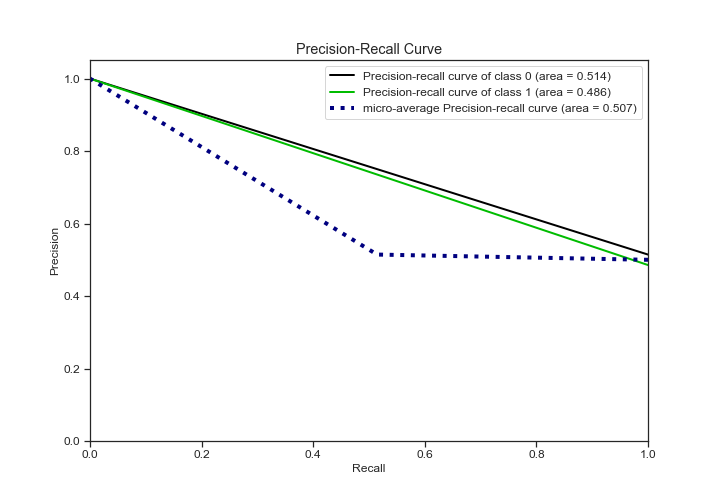 Precision-Recall Curve
Precision-recall curve of class 0 (area = 0.514)
Precision-recall curve of class 1 (area = 0.486)
micro-average Precision-recall curve (area = 0.507)
Precision
1.0
0.8
0.6
0.4
0.2
0.0
0.0 0.2 0.4 0.6 0.8 1.0
Recall